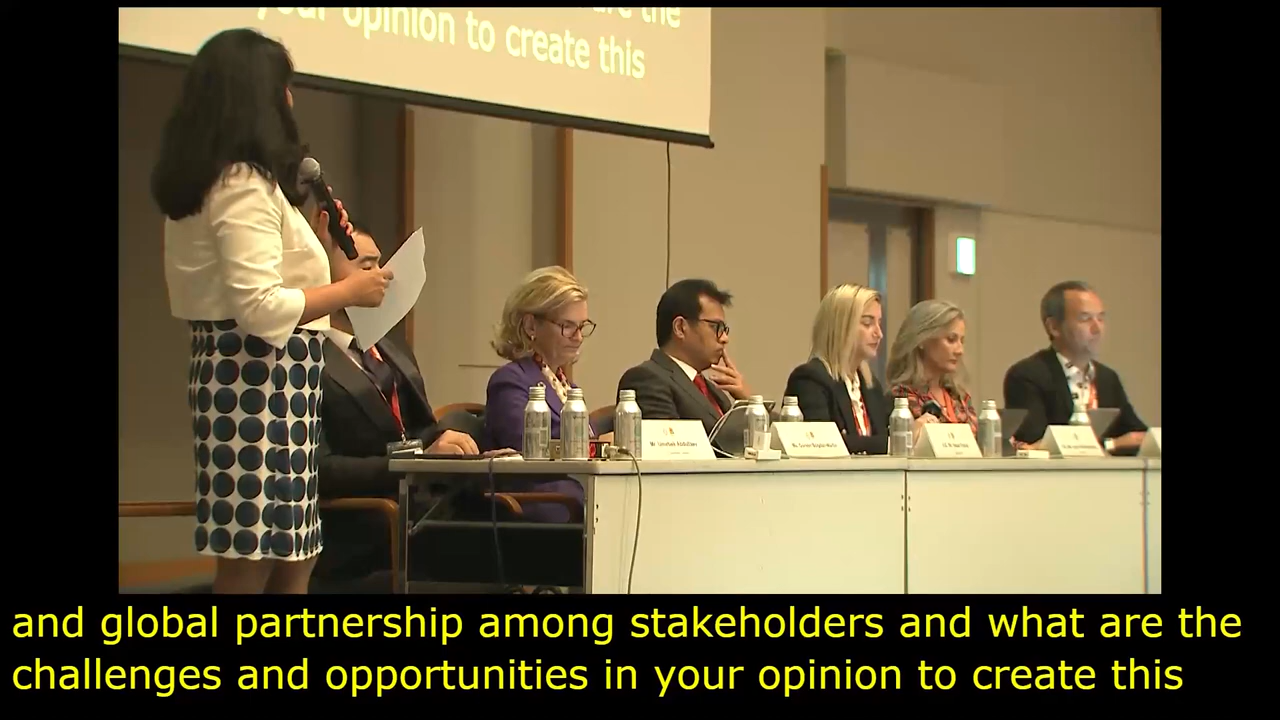 your opinion to create this
and global partnership among stakeholders and what are the
challenges and opportunities in your opinion to create this